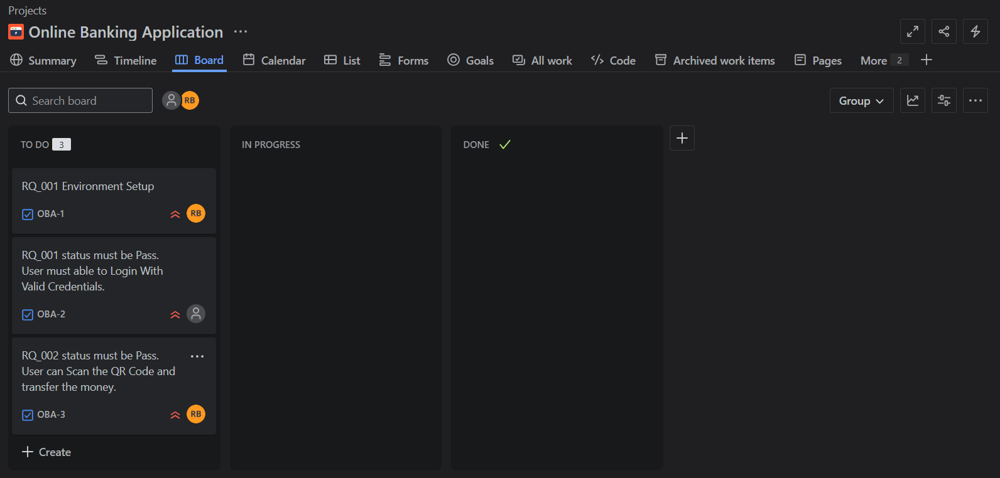 Projects
Online Banking Application
Summary Timeline Board Calendar List Forms Goals All work Code Archived work items Pages More 2
Search board RB Group
TO DO 3
RQ_001 Environment Setup
OBA-1 RB
RQ_001 status must be Pass.
User must able to Login With
Valid Credentials.
OBA-2
RQ_002 status must be Pass.
User can Scan the QR Code and
transfer the money.
OBA-3 RB
Create
IN PROGRESS
DONE